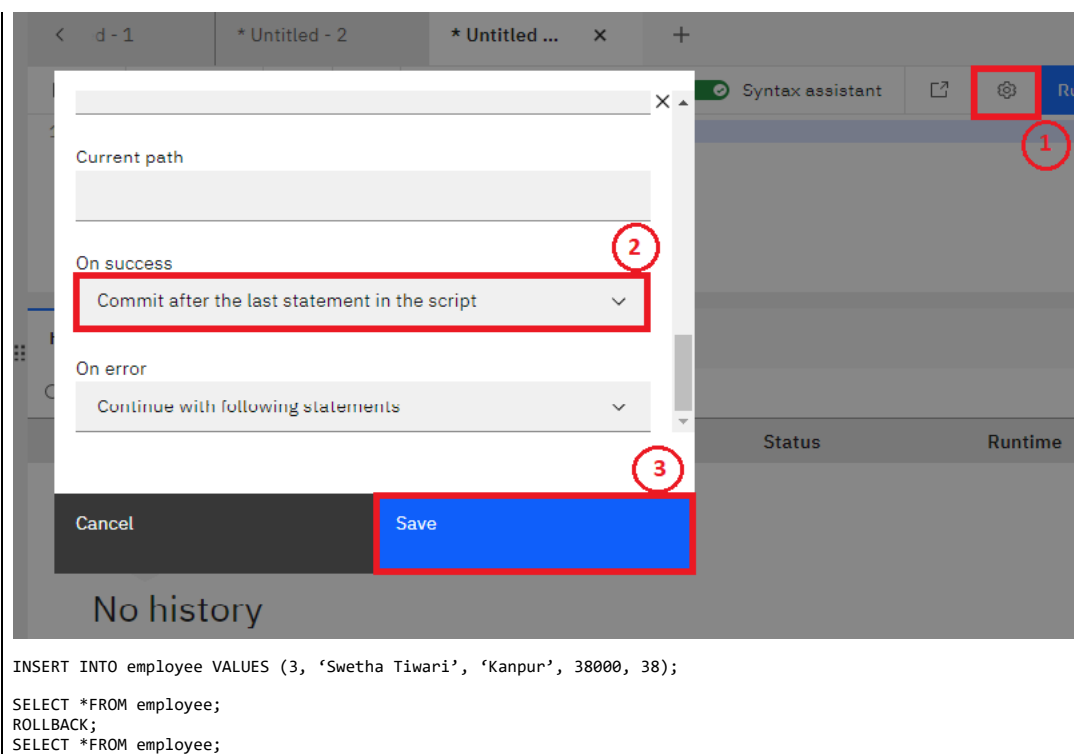 d - 1
* Untitled - 2
* Untitled ...
Syntax assistant
1
Current path
2
On success
Commit after the last statement in the script
On error
Continue with following statements
Status
Runtime
3
Cancel
Save
No history
INSERT INTO employee VALUES (3, ‘Swetha Tiwari’, ‘Kanpur’, 38000, 38);
SELECT *FROM employee;
ROLLBACK;
SELECT *FROM employee;